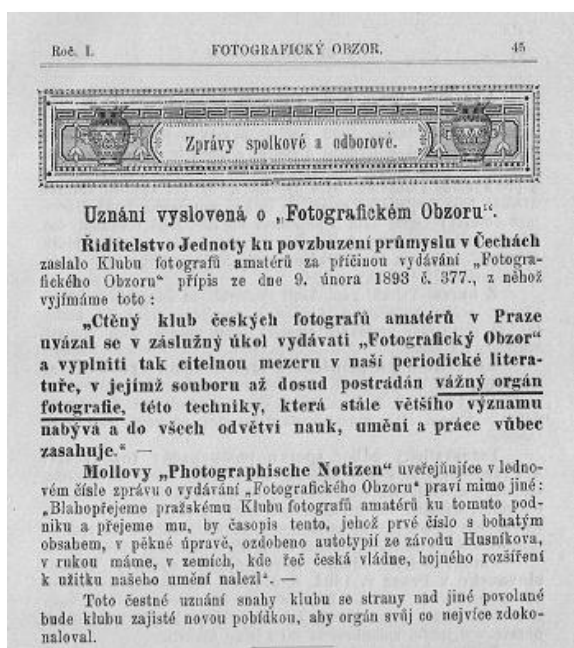 Roč. I. FOTOGRAFICKÝ OBZOR. 45
Zprávy spolkové a odborové.
Uznání vyslovená o „Fotografickém Obzoru“.
Řiditelstvo Jednoty ku povzbuzení průmyslu v Čechách
zaslalo Klubu fotografů amatérů za příčinou vydávání „Fotogra-
fického Obzoru“ přípis ze dne 9. února 1893 č. 377., z něhož
vyjímáme toto :
„Ctěný klub českých fotografů amatérů v Praze
uvázal se v záslužný úkol vydávati „Fotografický Obzor“
a vyplniti tak citelnou mezeru v naší periodické litera-
tuře, v jejímž souboru až dosud postrádán vážný orgán
fotografie, této techniky, která stále většího významu
nabývá a do všech odvětví nauk, umění a práce vůbec
zasahuje.“ —
Mollovy „Photographische Notizen“ uveřejňujíce v ledno-
vém čísle zprávu o vydávání „Fotografického Obzoru“ praví mimo jiné:
„Blahopřejeme pražskému Klubu fotografů amatérů ku tomuto pod-
niku a přejeme mu, by časopis tento, jehož prvé číslo s bohatým
obsahem, v pěkné úpravě, ozdobeno autotypií ze závodu Husníkova,
v rukou máme, v zemích, kde řeč česká vládne, hojného rozšíření
k užitku našeho umění nalezl“. —
Toto čestné uznání snahy klubu se strany nad jiné povolané
bude klubu zajisté novou pobídkou, aby orgán svůj co nejvíce zdoko-
naloval.